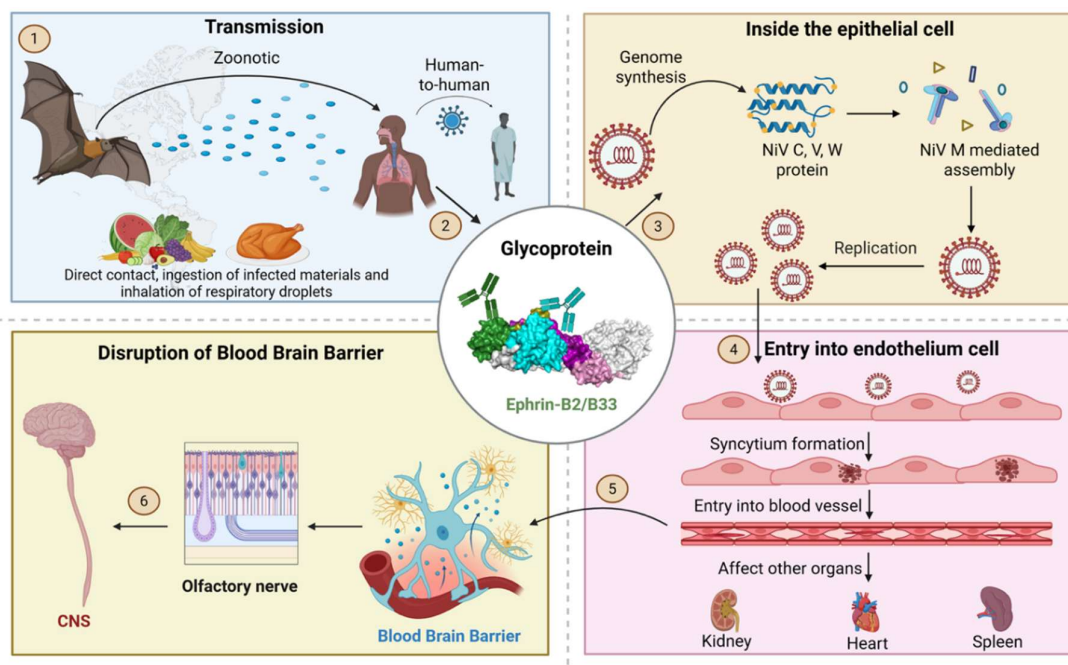 1
Transmission
Zoonotic
Human-
to-human
Direct contact, ingestion of infected materials and
inhalation of respiratory droplets
2
Glycoprotein
Ephrin-B2/B33
3
Inside the epithelial cell
Genome
synthesis
NiV C, V, W
protein
NiV M mediated
assembly
Replication
4
Entry into endothelium cell
Syncytium formation
Entry into blood vessel
Affect other organs
Kidney
Heart
Spleen
5
Disruption of Blood Brain Barrier
Blood Brain Barrier
Olfactory nerve
6
CNS